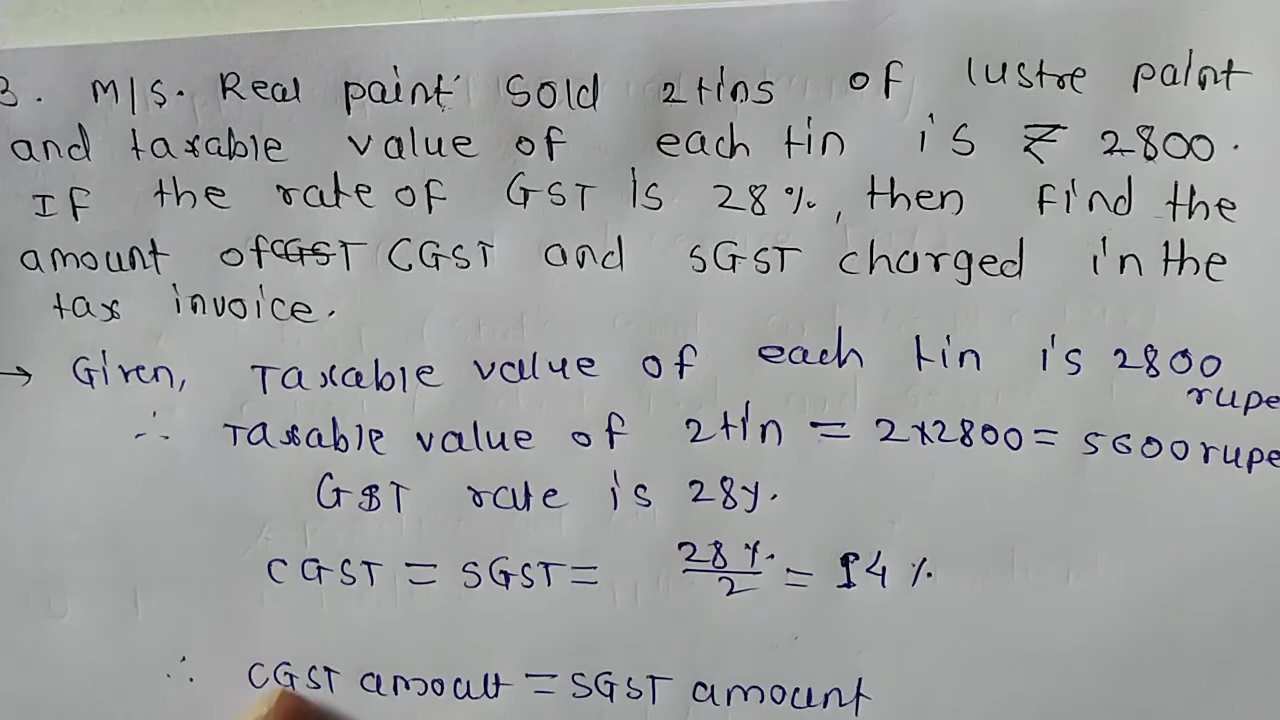 3. M/S. Real paint sold 2 tins of lustre paint
and taxable value of each tin is ₹ 2800.
If the rate of GST is 28%, then find the
amount of CGST CGST and SGST charged in the
tax invoice.
→ Given, Taxable value of each tin is 2800
rupe
∴ Taxable value of 2 tin = 2×2800 = 5600 rupe
GST rate is 28%.
CGST = SGST = 28%/2 = 14%
∴ CGST amoout = SGST amount